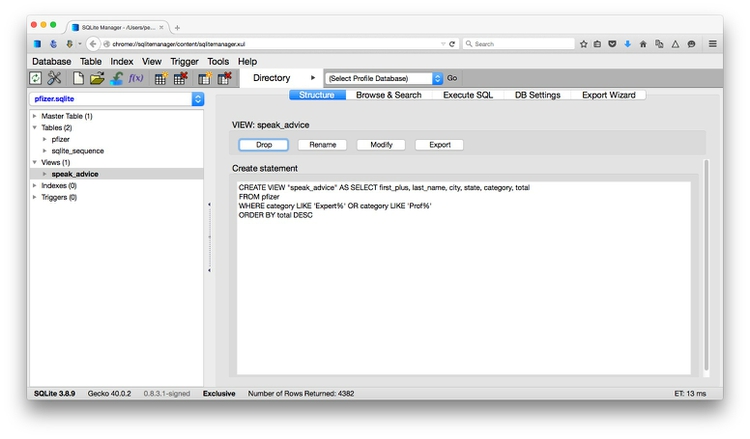 SQLite Manager - /Users/pe...
chrome://sqlitemanager/content/sqlitemanager.xul
Search
Database Table Index View Trigger Tools Help
f(x)
Directory
(Select Profile Database)
Go
pfizer.sqlite
Structure Browse & Search Execute SQL DB Settings Export Wizard
Master Table (1)
Tables (2)
pfizer
sqlite_sequence
Views (1)
speak_advice
Indexes (0)
Triggers (0)
VIEW: speak_advice
Drop Rename Modify Export
Create statement
CREATE VIEW "speak_advice" AS SELECT first_plus, last_name, city, state, category, total
FROM pfizer
WHERE category LIKE 'Expert%' OR category LIKE 'Prof%'
ORDER BY total DESC
SQLite 3.8.9 Gecko 40.0.2 0.8.3.1-signed Exclusive Number of Rows Returned: 4382 ET: 13 ms